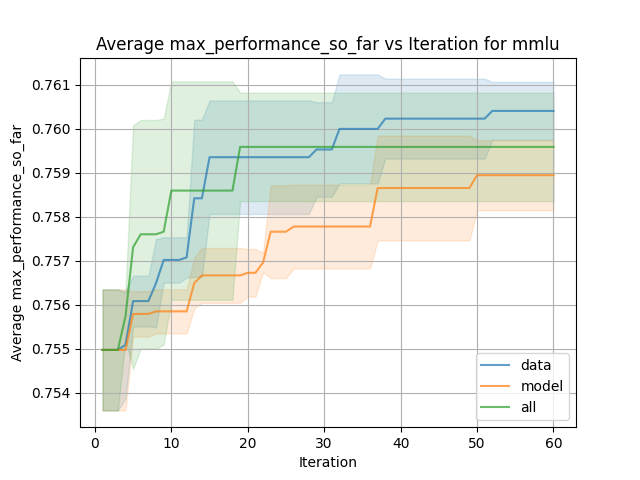 Average max_performance_so_far vs Iteration for mmlu
Average max_performance_so_far
0.761
0.760
0.759
0.758
0.757
0.756
0.755
0.754
0
10
20
30
40
50
60
Iteration
data
model
all